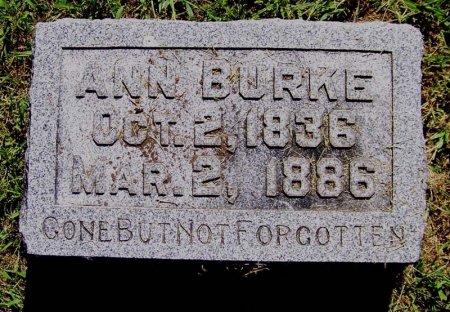 ANN BURKE
OCT. 2, 1836
MAR. 2, 1886
GONE BUT NOT FORGOTTEN